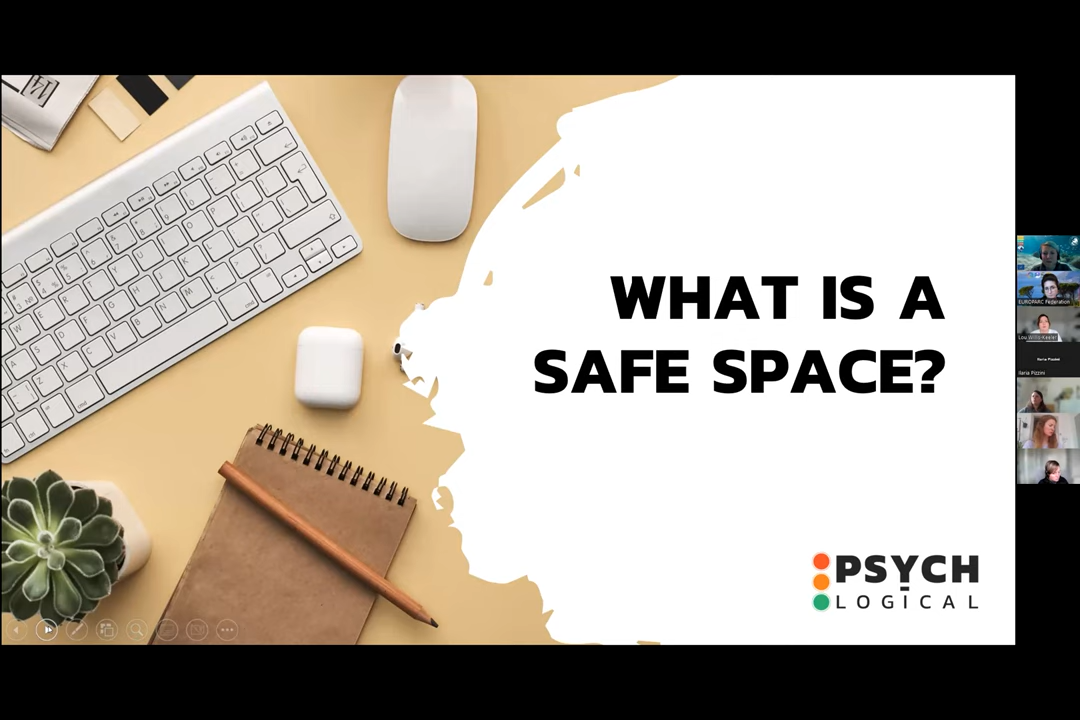 WHAT IS A
SAFE SPACE?
PSYCH
LOGICAL
EUROPARC Federation
Ilaria Pizzini